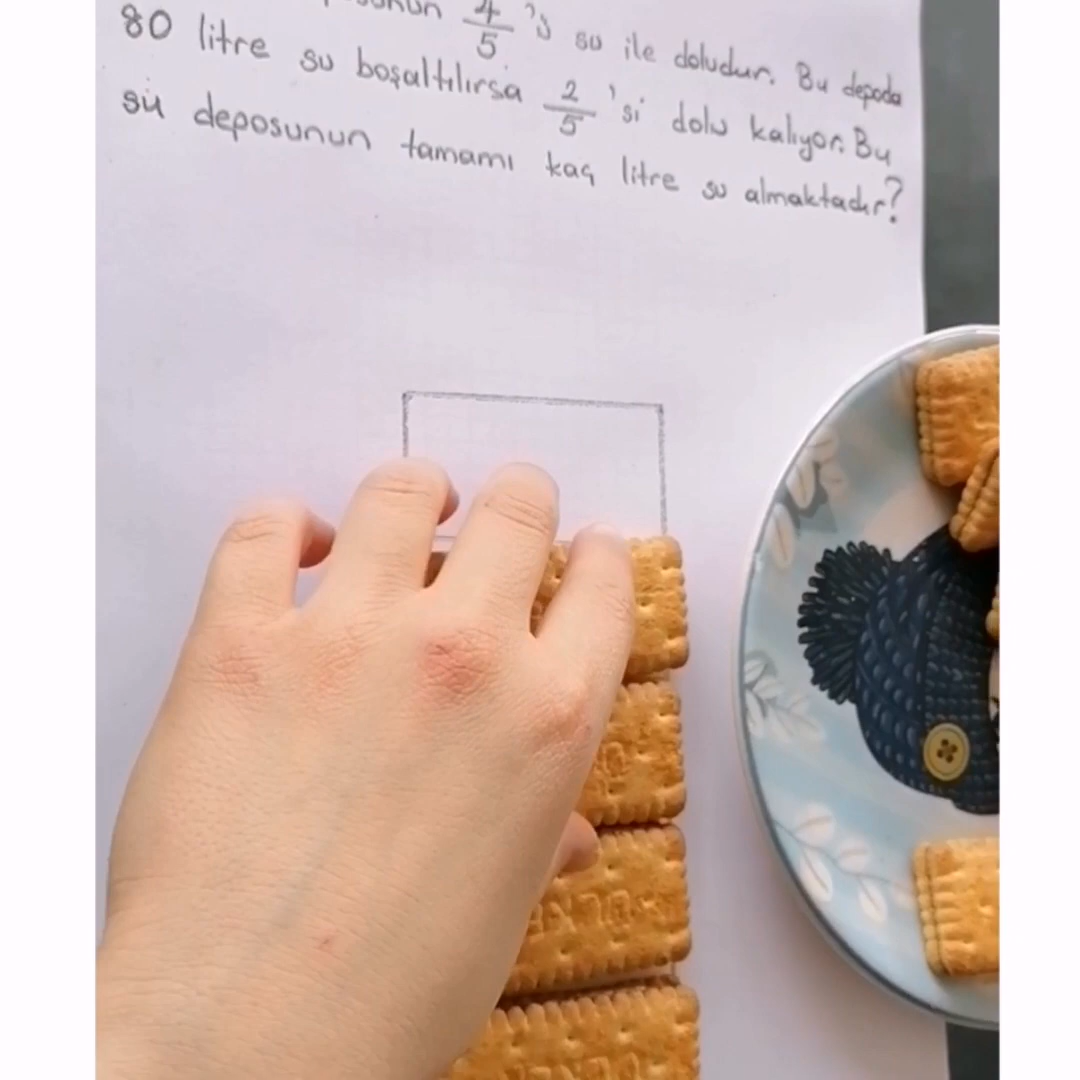 4/5 'ü su ile doludur. Bu depoda
80 litre su boşaltılırsa 2/5 'si dolu kalıyor. Bu
su deposunun tamamı kaç litre su almaktadır?